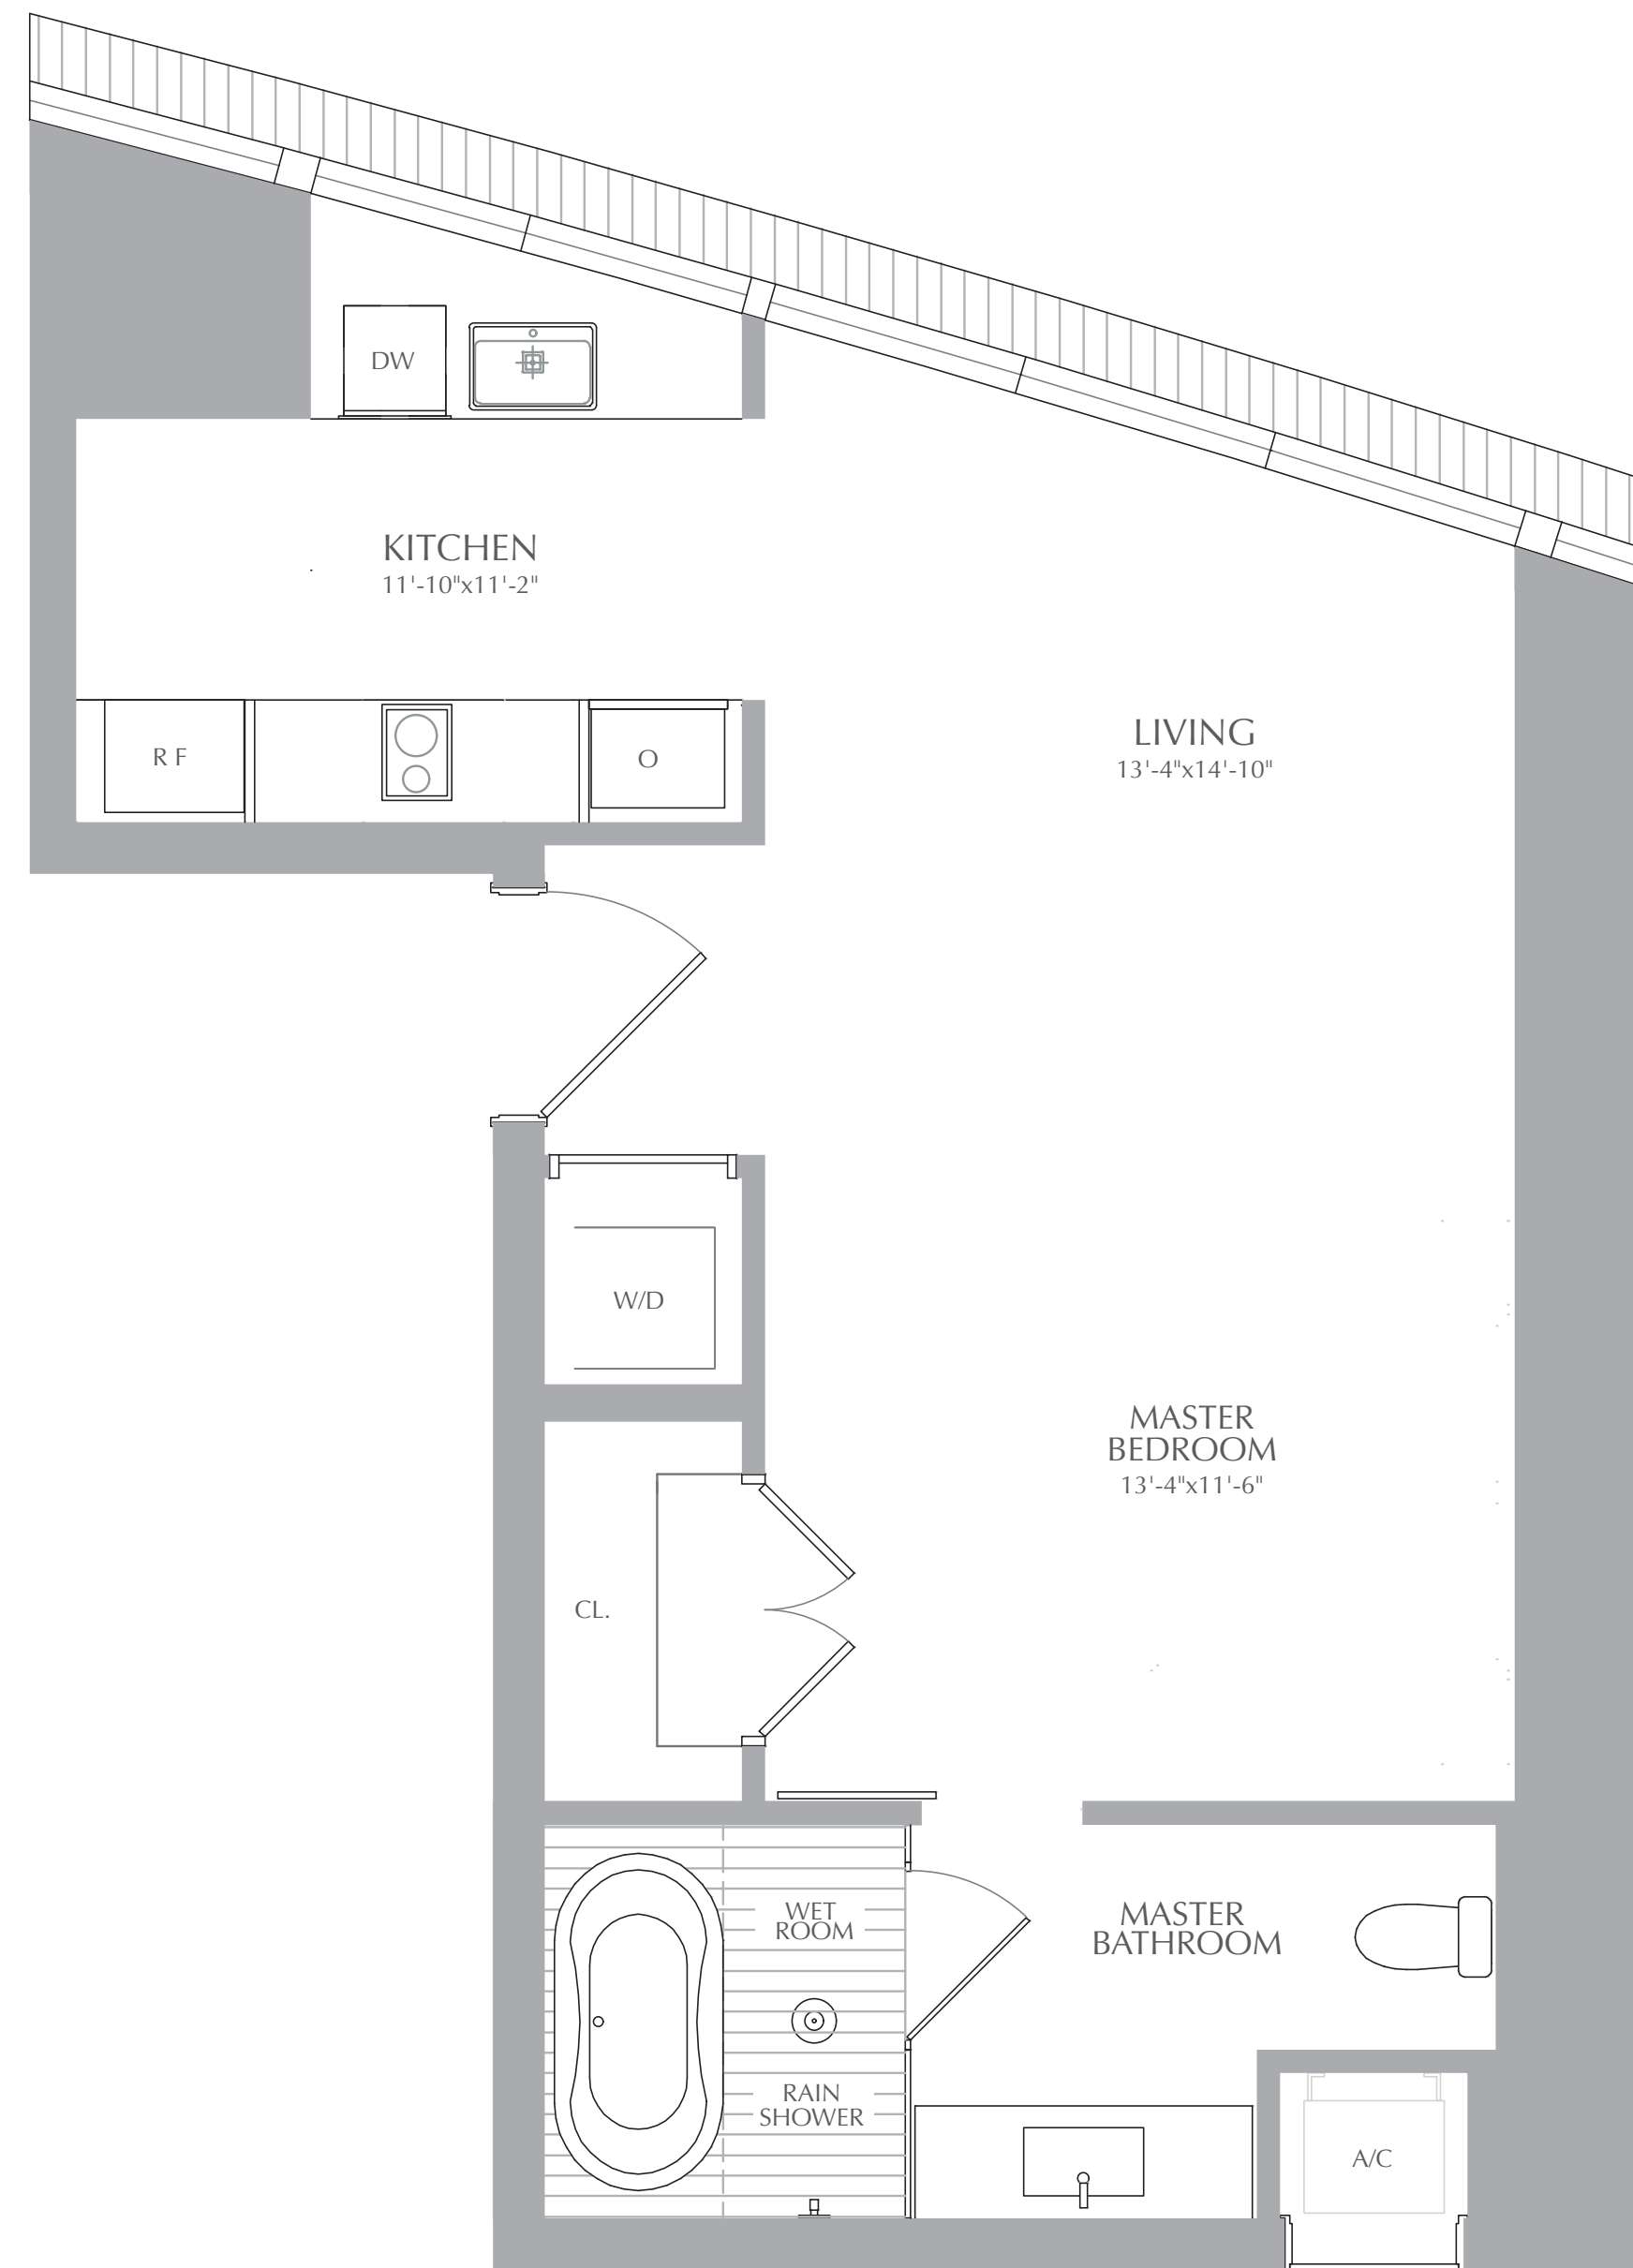 DW
KITCHEN
11'-10"x11'-2"
R F
O
LIVING
13'-4"x14'-10"
W/D
MASTER
BEDROOM
13'-4"x11'-6"
CL.
WET
ROOM
MASTER
BATHROOM
RAIN
SHOWER
A/C